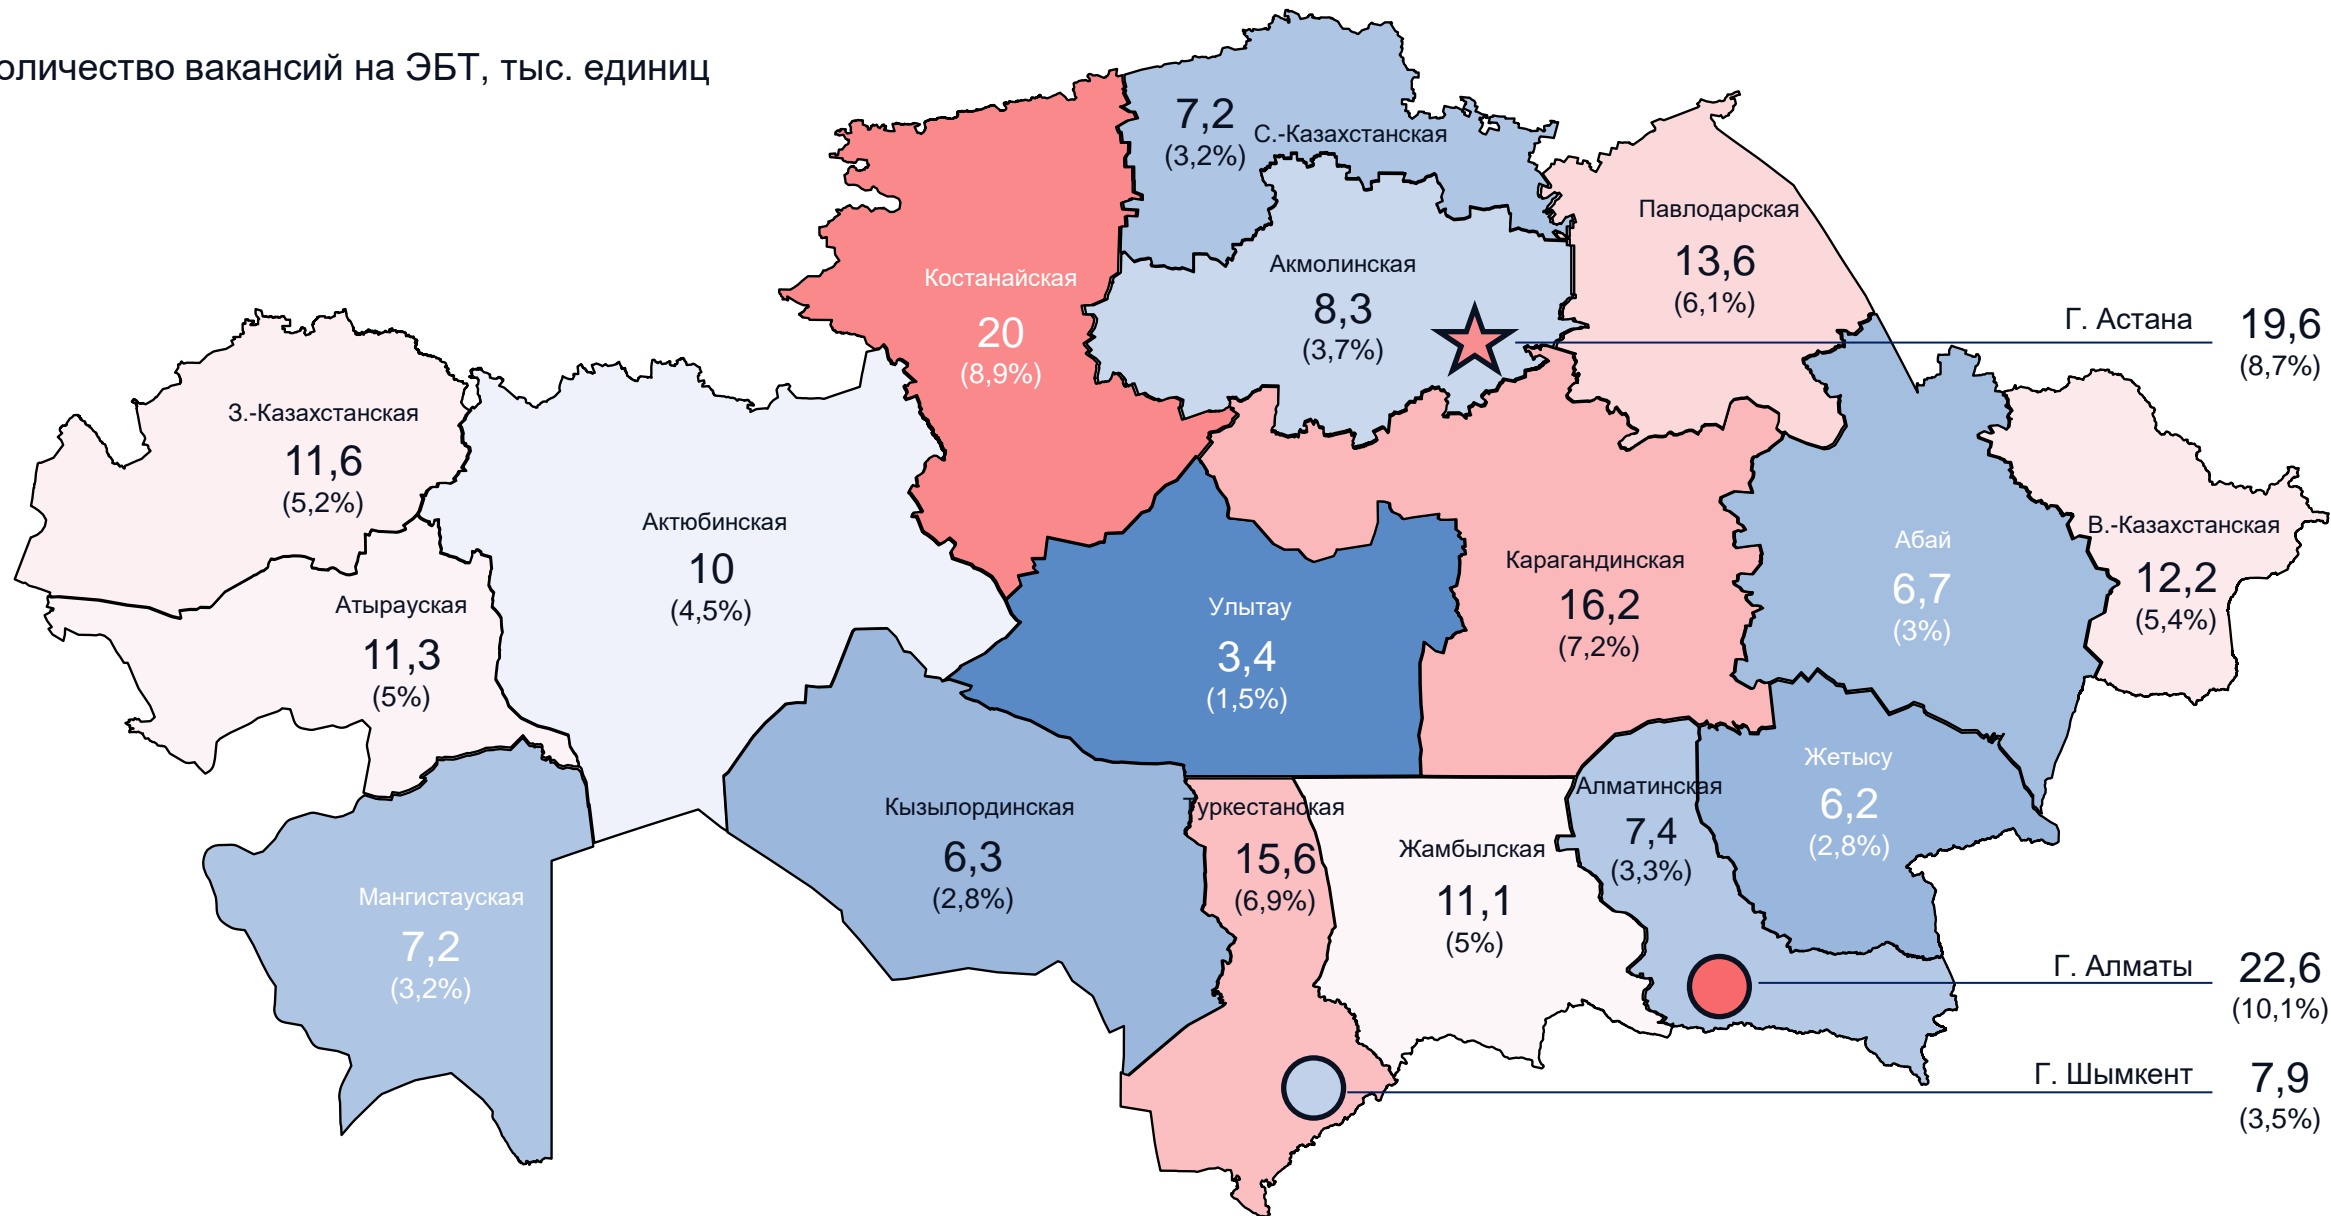 оличество вакансий на ЭБТ, тыс. единиц
7,2
(3,2%)
С.-Казахстанская
Павлодарская
13,6
(6,1%)
Костанайская
20
(8,9%)
Акмолинская
8,3
(3,7%)
Г. Астана
19,6
(8,7%)
З.-Казахстанская
11,6
(5,2%)
Актюбинская
10
(4,5%)
Атырауская
11,3
(5%)
Улытау
3,4
(1,5%)
Карагандинская
16,2
(7,2%)
Абай
6,7
(3%)
В.-Казахстанская
12,2
(5,4%)
Мангистауская
7,2
(3,2%)
Кызылординская
6,3
(2,8%)
Туркестанская
15,6
(6,9%)
Жамбылская
11,1
(5%)
Алматинская
7,4
(3,3%)
Жетысу
6,2
(2,8%)
Г. Алматы
22,6
(10,1%)
Г. Шымкент
7,9
(3,5%)